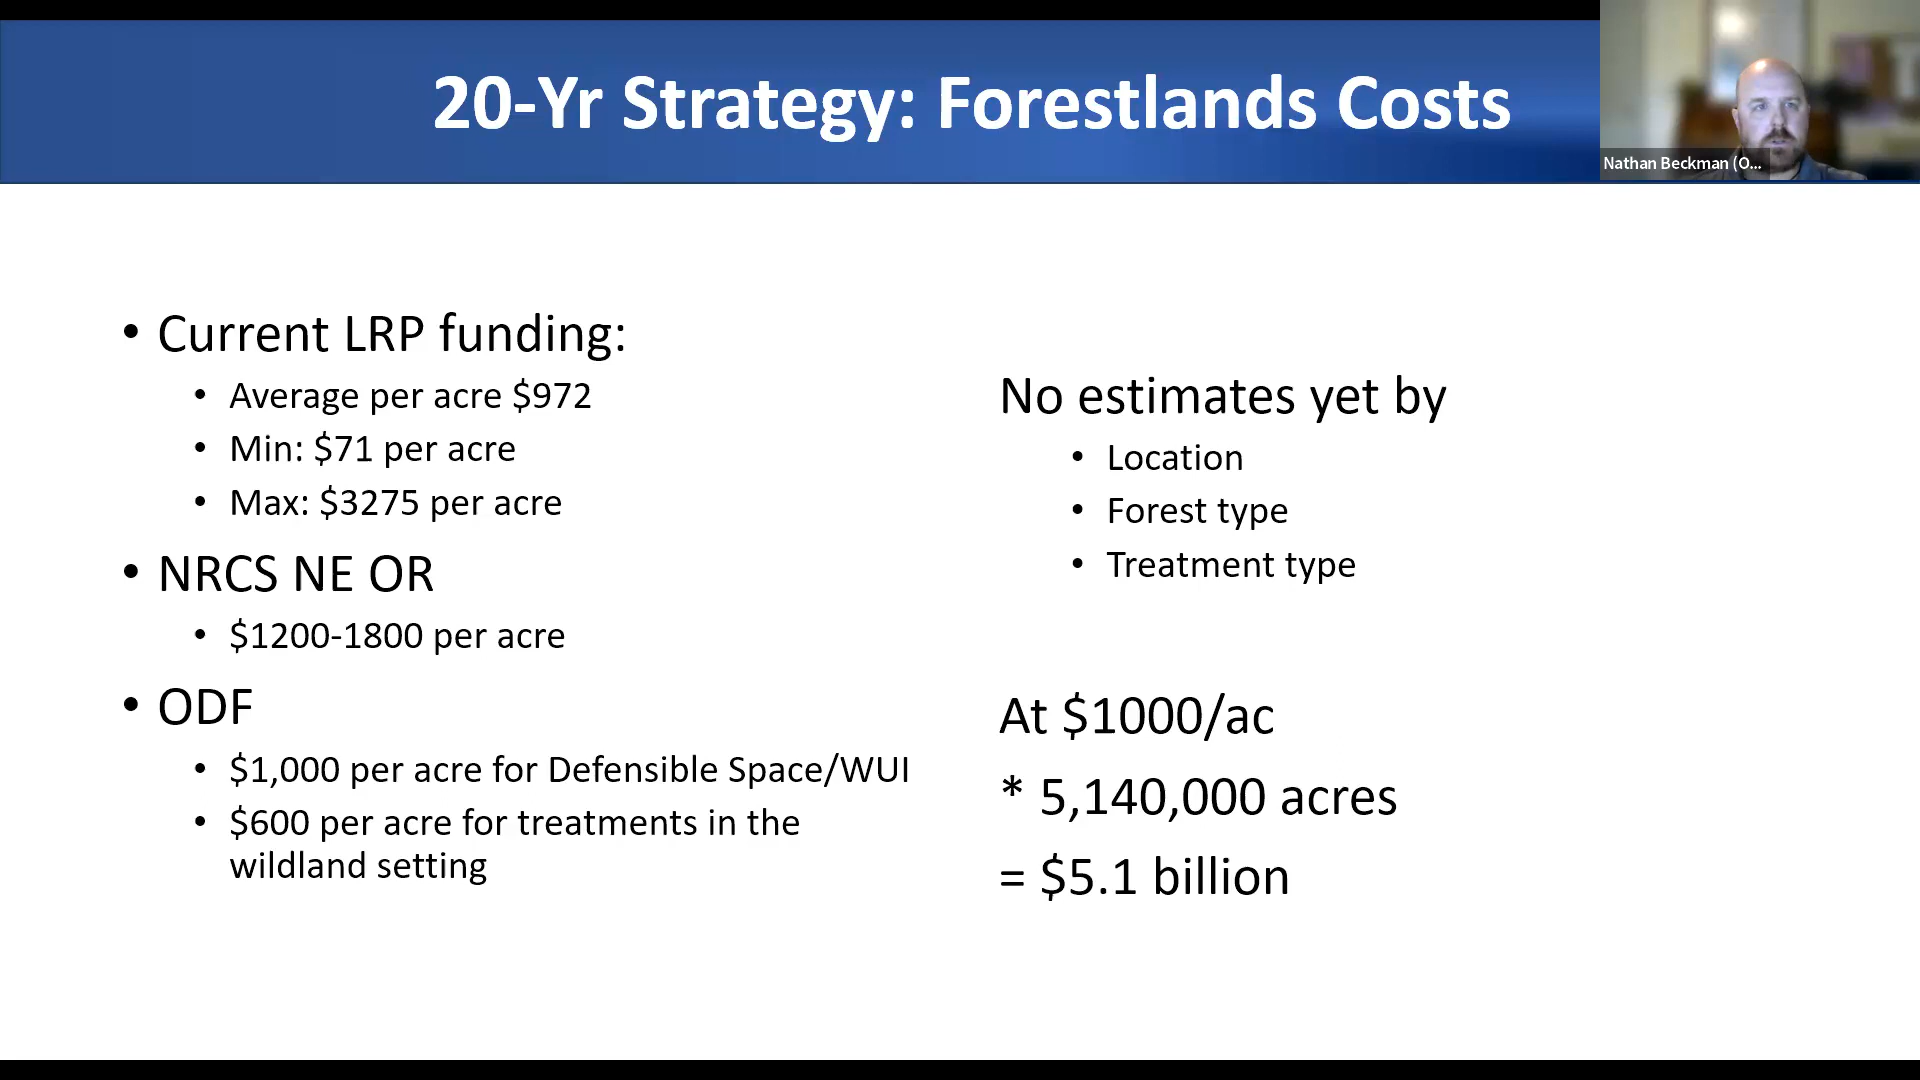 20-Yr Strategy: Forestlands Costs
Nathan Beckman (O...
• Current LRP funding:
• Average per acre $972
• Min: $71 per acre
• Max: $3275 per acre
• NRCS NE OR
• $1200-1800 per acre
• ODF
• $1,000 per acre for Defensible Space/WUI
• $600 per acre for treatments in the
wildland setting
No estimates yet by
• Location
• Forest type
• Treatment type
At $1000/ac
* 5,140,000 acres
= $5.1 billion